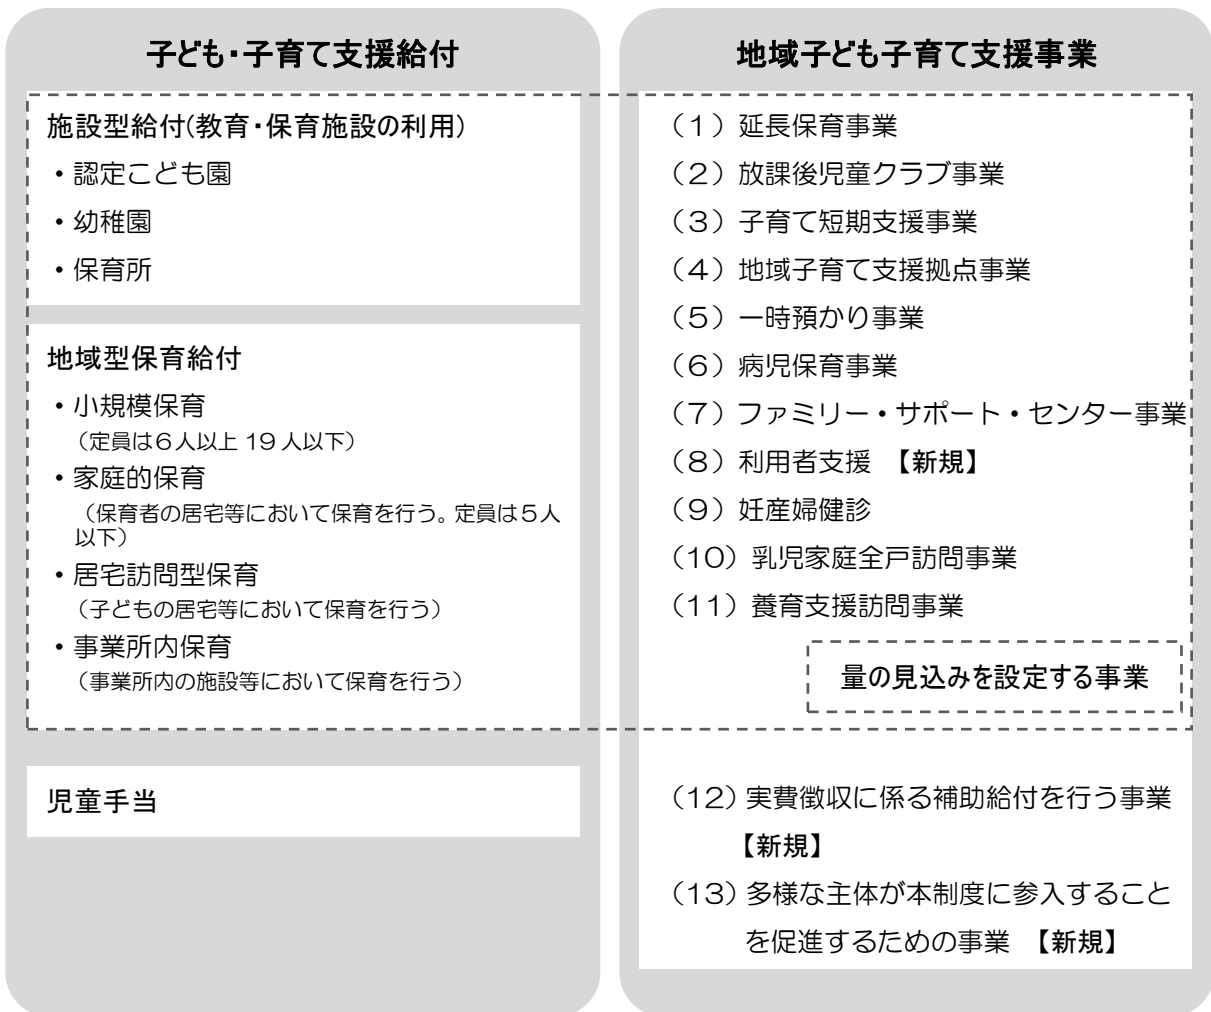 子ども・子育て支援給付
施設型給付(教育・保育施設の利用)
・認定こども園
・幼稚園
・保育所
地域型保育給付
・小規模保育
（定員は６人以上 19 人以下）
・家庭的保育
（保育者の居宅等において保育を行う。定員は５人
以下）
・居宅訪問型保育
（子どもの居宅等において保育を行う）
・事業所内保育
（事業所内の施設等において保育を行う）
児童手当
地域子ども子育て支援事業
（１）延長保育事業
（２）放課後児童クラブ事業
（３）子育て短期支援事業
（４）地域子育て支援拠点事業
（５）一時預かり事業
（６）病児保育事業
（７）ファミリー・サポート・センター事業
（８）利用者支援 【新規】
（９）妊産婦健診
（10）乳児家庭全戸訪問事業
（11）養育支援訪問事業
量の見込みを設定する事業
（12）実費徴収に係る補助給付を行う事業
【新規】
（13）多様な主体が本制度に参入すること
を促進するための事業 【新規】